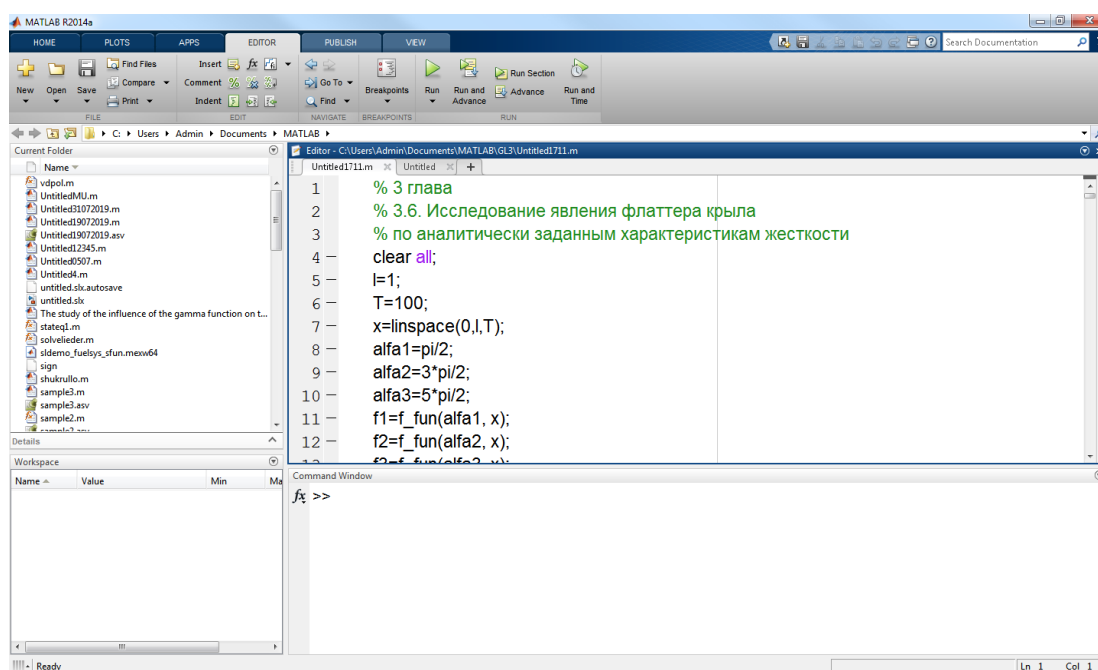 MATLAB R2014a
HOME PLOTS APPS EDITOR PUBLISH VIEW
Search Documentation
New Open Save
Find Files
Compare
Print
Insert fx
Comment
Indent
Go To
Find
Breakpoints
Run
Run and Advance
Run Section
Advance
Run and Time
FILE EDIT NAVIGATE BREAKPOINTS RUN
C: Users Admin Documents MATLAB
Current Folder
Name
vdpol.m
UntitledMU.m
Untitled31072019.m
Untitled19072019.m
Untitled19072019.asv
Untitled12345.m
Untitled0507.m
Untitled4.m
untitled.slx.autosave
untitled.slx
The study of the influence of the gamma function on t...
stateq1.m
solvelieder.m
sldemo_fuelsys_sfun.mexw64
sign
shukrullo.m
sample3.m
sample3.asv
sample2.m
sample2.asv
Details
Workspace
Name Value Min Ma
Editor - C:\Users\Admin\Documents\MATLAB\GL3\Untitled1711.m
Untitled1711.m Untitled +
1 % 3 глава
2 % 3.6. Исследование явления флаттера крыла
3 % по аналитически заданным характеристикам жесткости
4 – clear all;
5 – l=1;
6 – T=100;
7 – x=linspace(0,l,T);
8 – alfa1=pi/2;
9 – alfa2=3*pi/2;
10 – alfa3=5*pi/2;
11 – f1=f_fun(alfa1, x);
12 – f2=f_fun(alfa2, x);
13 – f3=f_fun(alfa3, x);
Command Window
fx >>
Ready
Ln 1 Col 1